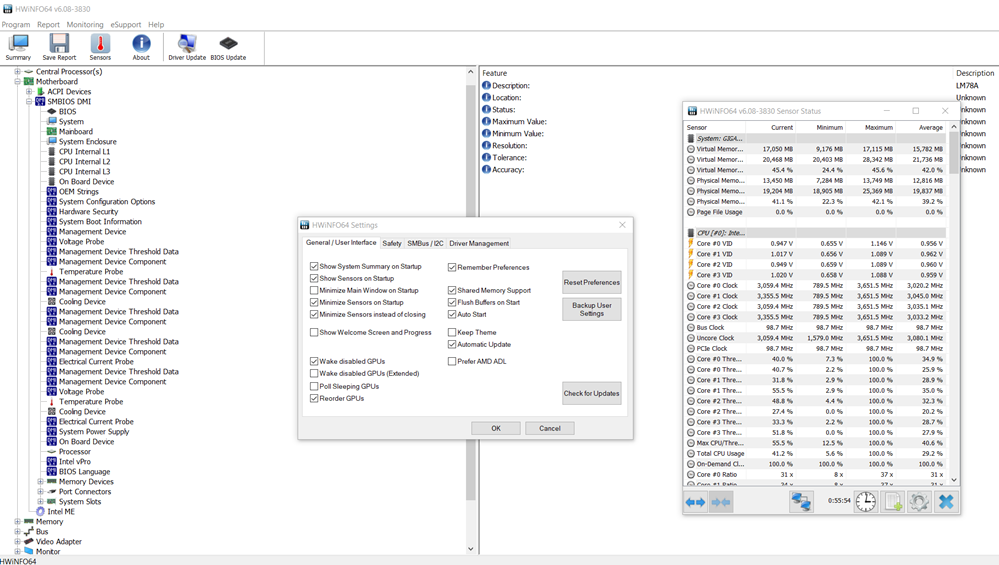 HWiNFO64 v6.08-3830
Program Report Monitoring eSupport Help
Summary Save Report Sensors About Driver Update BIOS Update
Central Processor(s)
Motherboard
ACPI Devices
SMBIOS DMI
BIOS
System
Mainboard
System Enclosure
CPU Internal L1
CPU Internal L2
CPU Internal L3
On Board Device
OEM Strings
System Configuration Options
Hardware Security
System Boot Information
Management Device
Voltage Probe
Management Device Threshold Data
Management Device Component
Temperature Probe
Management Device Threshold Data
Management Device Component
Cooling Device
Management Device Threshold Data
Management Device Component
Cooling Device
Management Device Threshold Data
Management Device Component
Electrical Current Probe
Management Device Threshold Data
Management Device Component
Voltage Probe
Temperature Probe
Cooling Device
Electrical Current Probe
System Power Supply
On Board Device
Processor
Intel vPro
BIOS Language
Memory Devices
Port Connectors
System Slots
Intel ME
Memory
Bus
Video Adapter
Monitor
HWiNFO64
Feature Description
Description: LM78A
Location: Unknown
Status:
Maximum Value:
Minimum Value:
Resolution:
Tolerance:
Accuracy:
HWiNFO64 Settings
General / User Interface Safety SMBus / I2C Driver Management
Show System Summary on Startup
Show Sensors on Startup
Minimize Main Window on Startup
Minimize Sensors on Startup
Minimize Sensors instead of closing
Show Welcome Screen and Progress
Wake disabled GPUs
Wake disabled GPUs (Extended)
Poll Sleeping GPUs
Reorder GPUs
Remember Preferences
Shared Memory Support
Flush Buffers on Start
Auto Start
Keep Theme
Automatic Update
Prefer AMD ADL
Reset Preferences
Backup User
Settings
Check for Updates
OK Cancel
HWiNFO64 v6.08-3830 Sensor Status
Sensor Current Minimum Maximum Average
System: GIGA...
Virtual Memor... 17,050 MB 9,176 MB 17,115 MB 15,782 MB
Virtual Memor... 20,468 MB 20,403 MB 28,342 MB 21,736 MB
Virtual Memor... 45.4 % 24.4 % 45.6 % 42.0 %
Physical Memo... 13,450 MB 7,284 MB 13,749 MB 12,816 MB
Physical Memo... 19,204 MB 18,905 MB 25,369 MB 19,837 MB
Physical Memo... 41.1 % 22.3 % 42.1 % 39.2 %
Page File Usage 0.0 % 0.0 % 0.0 % 0.0 %
CPU [#0]: Inte...
Core #0 VID 0.947 V 0.655 V 1.146 V 0.956 V
Core #1 VID 1.017 V 0.656 V 1.089 V 0.962 V
Core #2 VID 0.949 V 0.659 V 1.089 V 0.960 V
Core #3 VID 1.020 V 0.658 V 1.088 V 0.959 V
Core #0 Clock 3,059.4 MHz 789.5 MHz 3,651.5 MHz 3,020.2 MHz
Core #1 Clock 3,355.5 MHz 789.5 MHz 3,651.5 MHz 3,045.0 MHz
Core #2 Clock 3,059.4 MHz 789.5 MHz 3,651.5 MHz 3,035.1 MHz
Core #3 Clock 3,355.5 MHz 789.5 MHz 3,651.5 MHz 3,033.2 MHz
Bus Clock 98.7 MHz 98.7 MHz 98.7 MHz 98.7 MHz
Uncore Clock 3,059.4 MHz 1,579.0 MHz 3,651.5 MHz 3,080.1 MHz
PCIe Clock 98.7 MHz 98.7 MHz 98.7 MHz 98.7 MHz
Core #0 Thre... 40.0 % 7.3 % 100.0 % 34.9 %
Core #0 Thre... 40.7 % 2.2 % 100.0 % 25.9 %
Core #1 Thre... 31.8 % 2.9 % 100.0 % 28.9 %
Core #1 Thre... 55.5 % 2.9 % 100.0 % 35.0 %
Core #2 Thre... 48.8 % 4.4 % 100.0 % 32.3 %
Core #2 Thre... 27.4 % 0.0 % 100.0 % 20.2 %
Core #3 Thre... 33.3 % 2.2 % 100.0 % 28.7 %
Core #3 Thre... 51.8 % 0.0 % 100.0 % 27.9 %
Max CPU/Thre... 55.5 % 12.5 % 100.0 % 40.6 %
Total CPU Usage 41.2 % 5.6 % 100.0 % 29.2 %
On-Demand Cl... 100.0 % 100.0 % 100.0 % 100.0 %
Core #0 Ratio 31 x 8 x 37 x 31 x
0:55:54